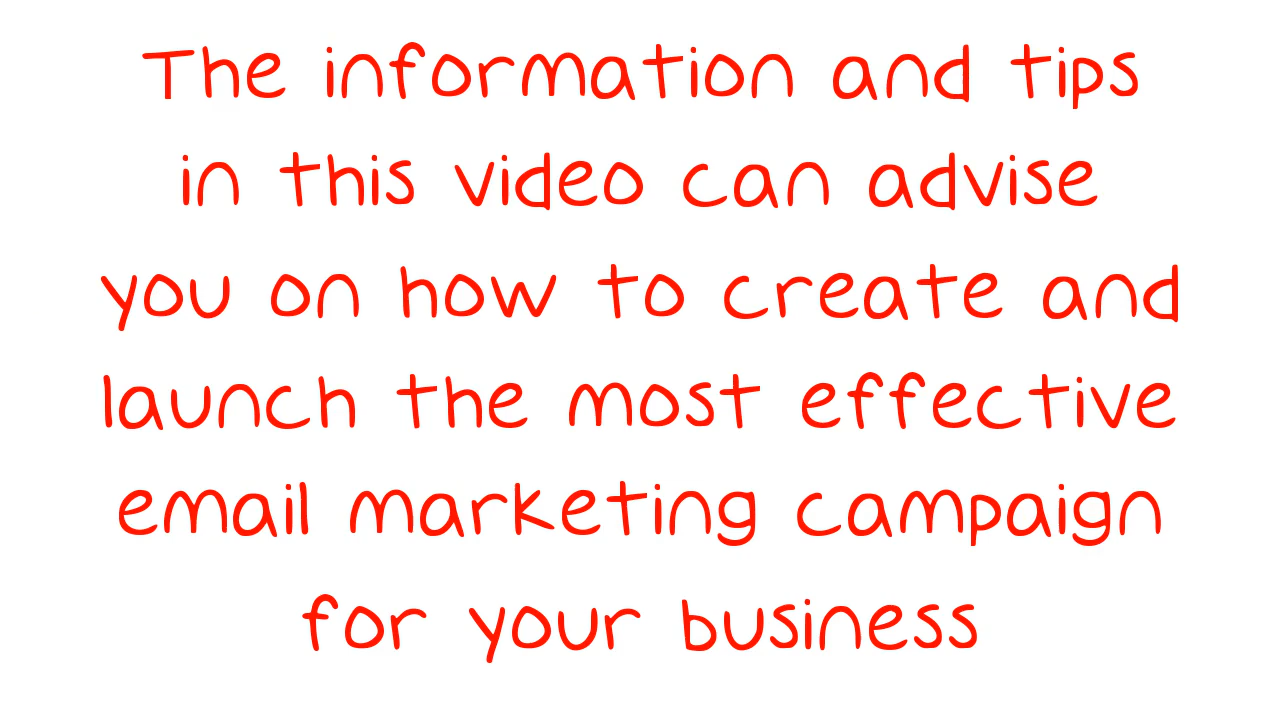 The information and tips
in this video can advise
you on how to create and
launch the most effective
email marketing campaign
for your business